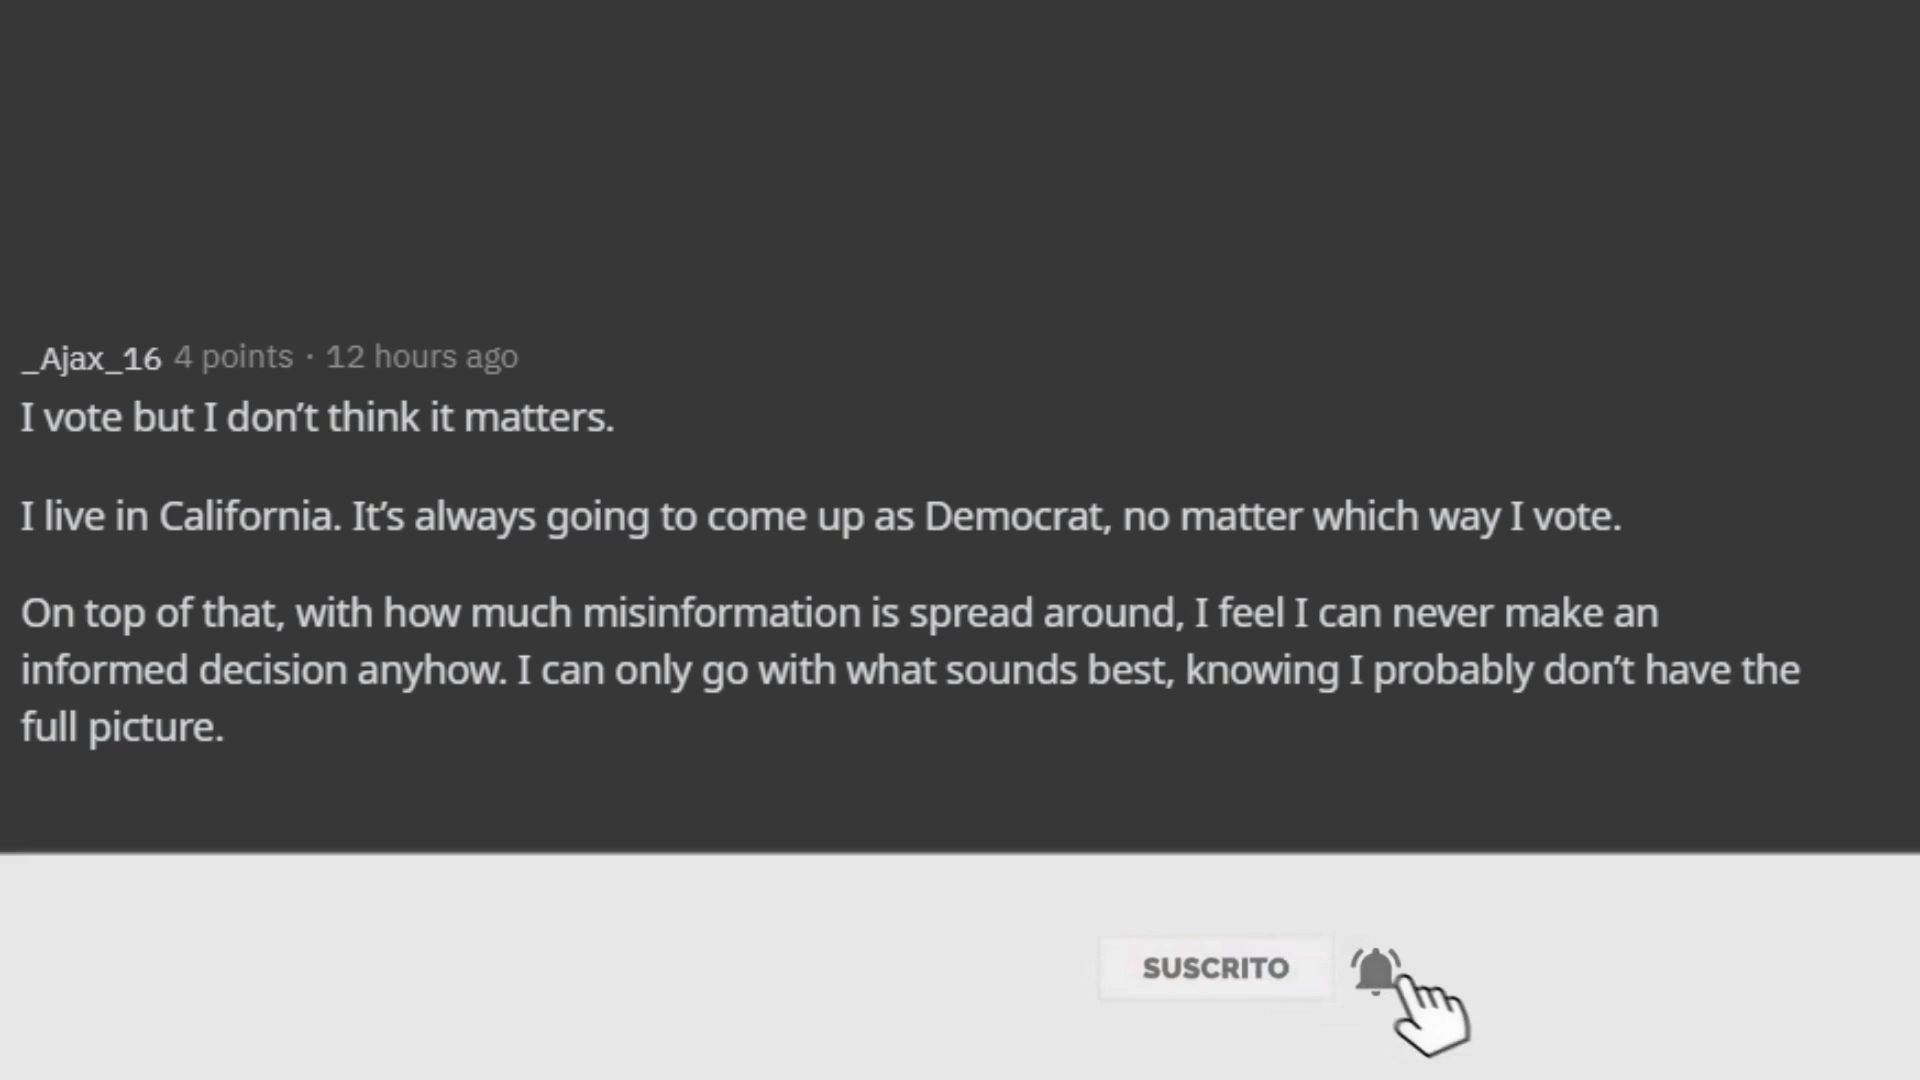 _Ajax_16 4 points · 12 hours ago
I vote but I don’t think it matters.
I live in California. It’s always going to come up as Democrat, no matter which way I vote.
On top of that, with how much misinformation is spread around, I feel I can never make an
informed decision anyhow. I can only go with what sounds best, knowing I probably don’t have the
full picture.
SUSCRITO